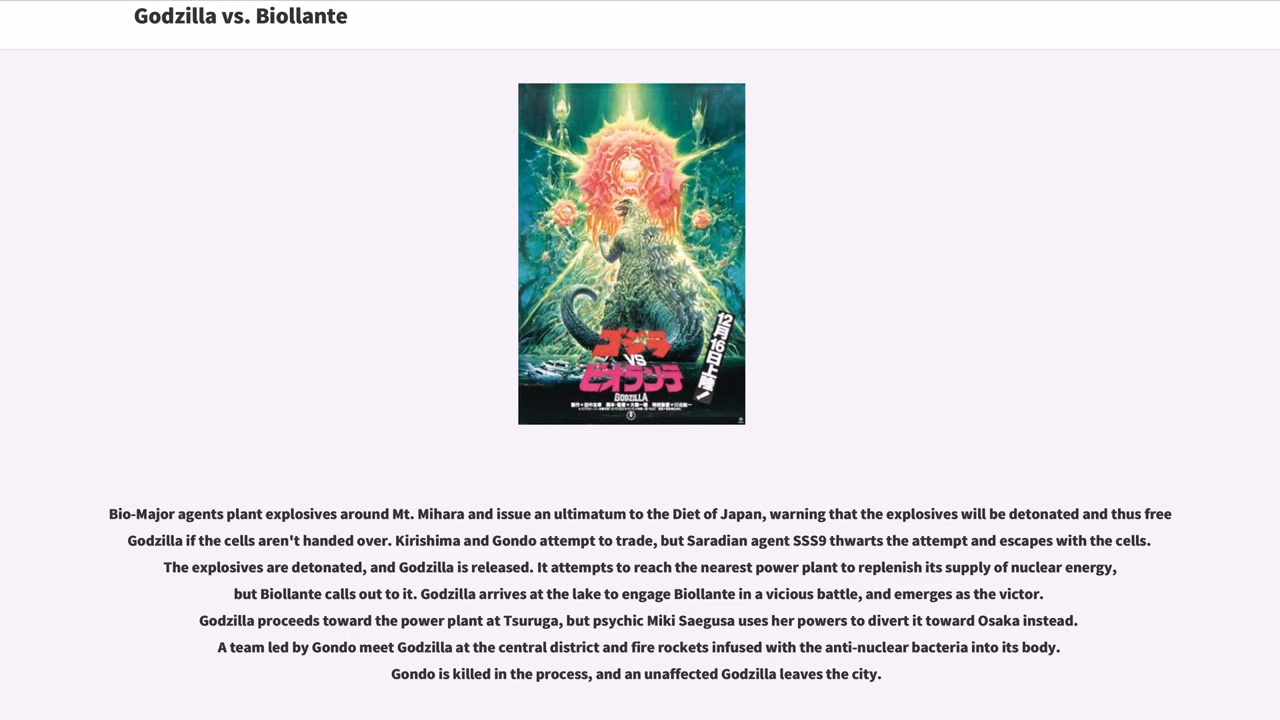 Godzilla vs. Biollante
12月16日上陸!
ゴジラ
VS
ビオランテ
GODZILLA
Bio-Major agents plant explosives around Mt. Mihara and issue an ultimatum to the Diet of Japan, warning that the explosives will be detonated and thus free
Godzilla if the cells aren't handed over. Kirishima and Gondo attempt to trade, but Saradian agent SSS9 thwarts the attempt and escapes with the cells.
The explosives are detonated, and Godzilla is released. It attempts to reach the nearest power plant to replenish its supply of nuclear energy,
but Biollante calls out to it. Godzilla arrives at the lake to engage Biollante in a vicious battle, and emerges as the victor.
Godzilla proceeds toward the power plant at Tsuruga, but psychic Miki Saegusa uses her powers to divert it toward Osaka instead.
A team led by Gondo meet Godzilla at the central district and fire rockets infused with the anti-nuclear bacteria into its body.
Gondo is killed in the process, and an unaffected Godzilla leaves the city.